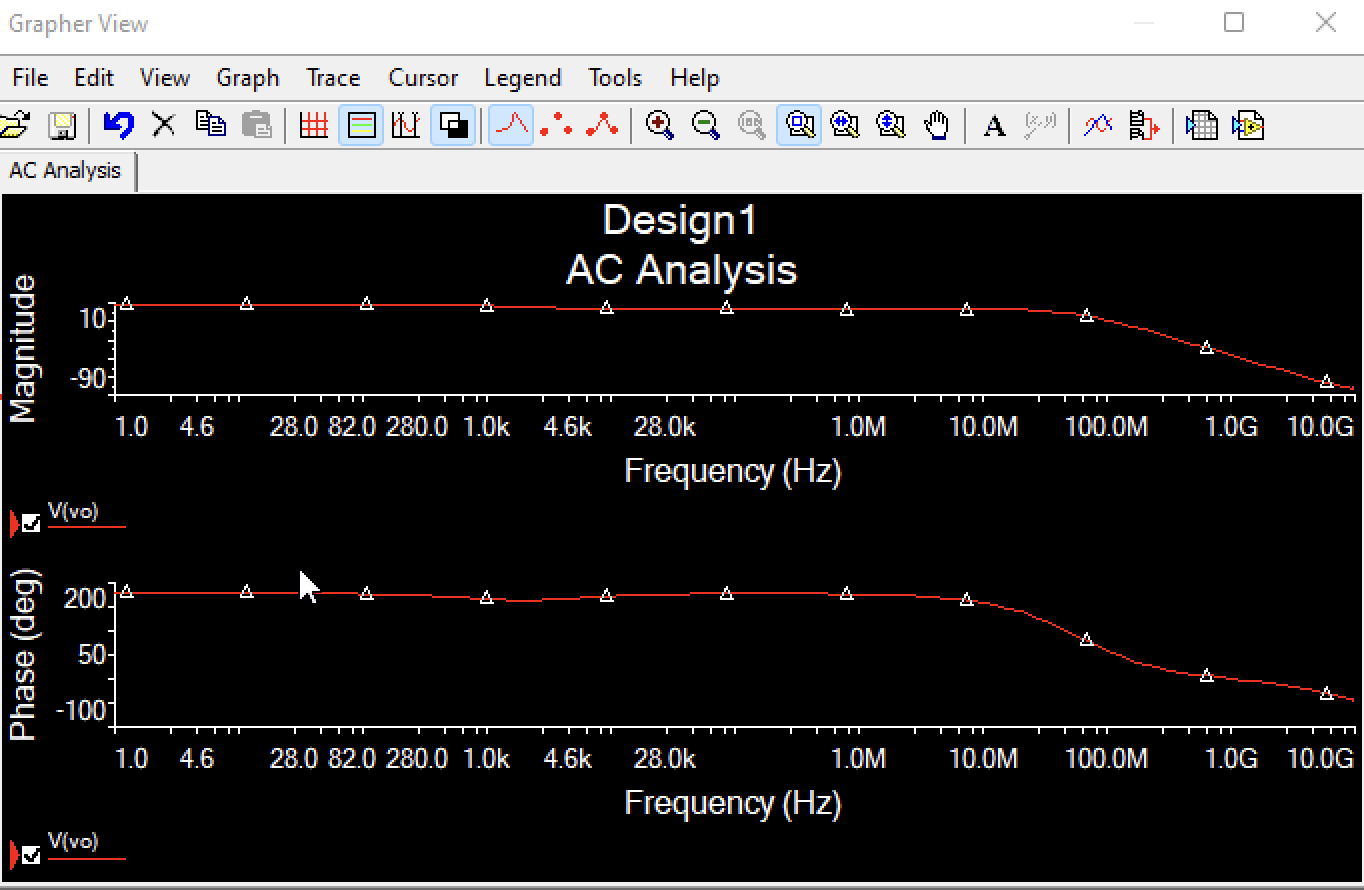 Grapher View
File Edit View Graph Trace Cursor Legend Tools Help
A
AC Analysis
Design1
AC Analysis
Magnitude
10
-90
1.0 4.6 28.0 82.0 280.0 1.0k 4.6k 28.0k 1.0M 10.0M 100.0M 1.0G 10.0G
Frequency (Hz)
V(vo)
Phase (deg)
200
50
-100
1.0 4.6 28.0 82.0 280.0 1.0k 4.6k 28.0k 1.0M 10.0M 100.0M 1.0G 10.0G
Frequency (Hz)
V(vo)